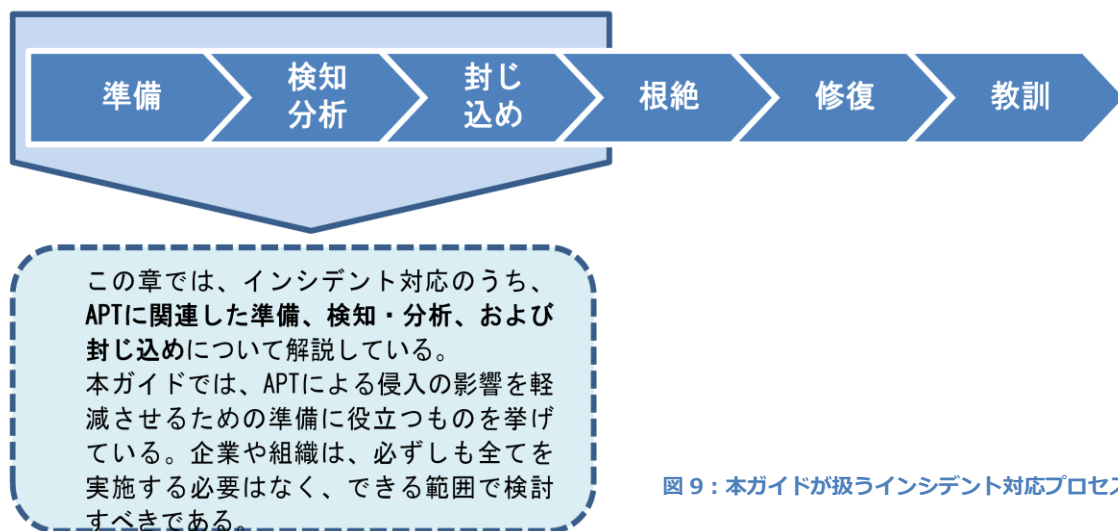 準備
検知
分析
封じ
込め
根絶
修復
教訓
この章では、インシデント対応のうち、
APTに関連した準備、検知・分析、および
封じ込めについて解説している。
本ガイドでは、APTによる侵入の影響を軽
減させるための準備に役立つものを挙げ
ている。企業や組織は、必ずしも全てを
実施する必要はなく、できる範囲で検討
すべきである。
図 9：本ガイドが扱うインシデント対応プロセス